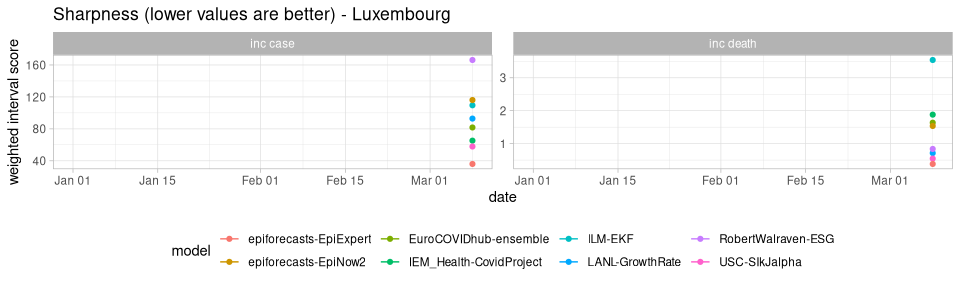 Sharpness (lower values are better) - Luxembourg
inc case
inc death
weighted interval score
160
120
80
40
3
2
1
Jan 01 Jan 15 Feb 01 Feb 15 Mar 01
Jan 01 Jan 15 Feb 01 Feb 15 Mar 01
date
model
epiforecasts-EpiExpert EuroCOVIDhub-ensemble ILM-EKF RobertWalraven-ESG
epiforecasts-EpiNow2 IEM_Health-CovidProject LANL-GrowthRate USC-SIkJalpha